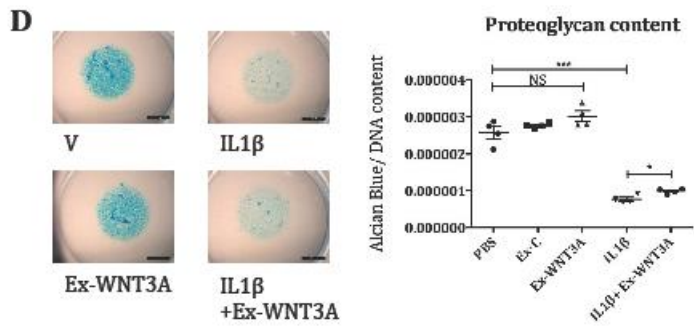 D
V
IL1β
Ex-WNT3A
IL1β
+Ex-WNT3A
Proteoglycan content
Alcian Blue/ DNA content
0.000004
0.000003
0.000002
0.000001
0.000000
***
NS
*
PBS
Ex-C
Ex-WNT3A
IL1β
IL1β+Ex-WNT3A